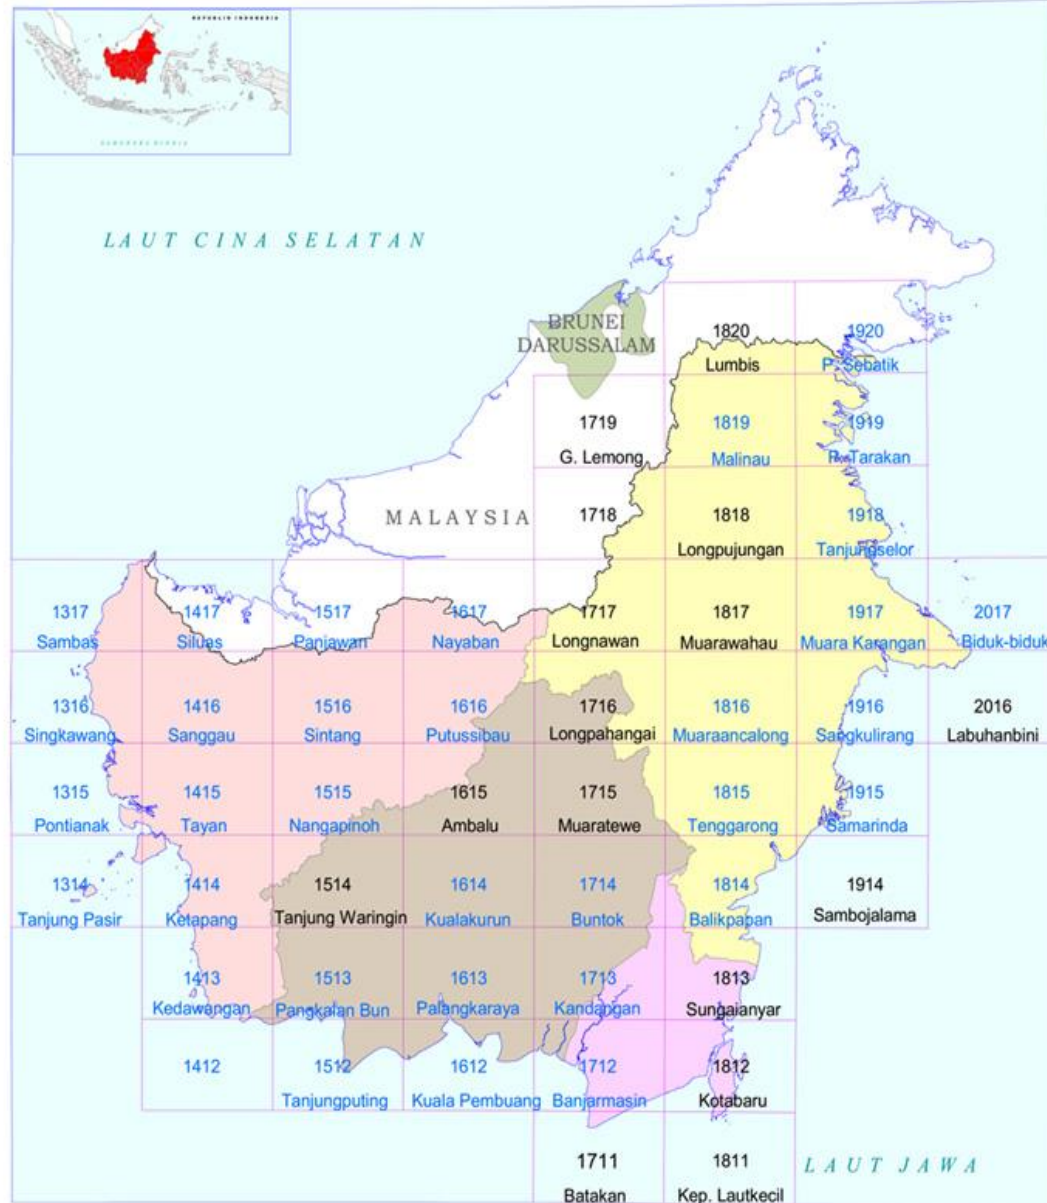 REPUBLIK INDONESIA
SAMUDERA HINDIA
LAUT CINA SELATAN
BRUNEI
DARUSSALAM
1820
Lumbis
1920
P. Sebatik
1719
G. Lemong
1819
Malinau
1919
P. Tarakan
MALAYSIA
1718
1818
Longpujungan
1918
Tanjungselor
1317
Sambas
1417
Siluas
1517
Panjawan
1617
Nayaban
1717
Longnawan
1817
Muarawahau
1917
Muara Karangan
2017
Biduk-biduk
1316
Singkawang
1416
Sanggau
1516
Sintang
1616
Putussibau
1716
Longpahangai
1816
Muaraancalong
1916
Sangkulirang
2016
Labuhanbini
1315
Pontianak
1415
Tayan
1515
Nangapinoh
1615
Ambalu
1715
Muaratewe
1815
Tenggarong
1915
Samarinda
1314
Tanjung Pasir
1414
Ketapang
1514
Tanjung Waringin
1614
Kualakurun
1714
Buntok
1814
Balikpapan
1914
Sambojalama
1413
Kedawangan
1513
Pangkalan Bun
1613
Palangkaraya
1713
Kandangan
1813
Sungaianyar
1412
1512
Tanjungputing
1612
Kuala Pembuang
1712
Banjarmasin
1812
Kotabaru
1711
Batakan
1811
Kep. Lautkecil
LAUT JAWA